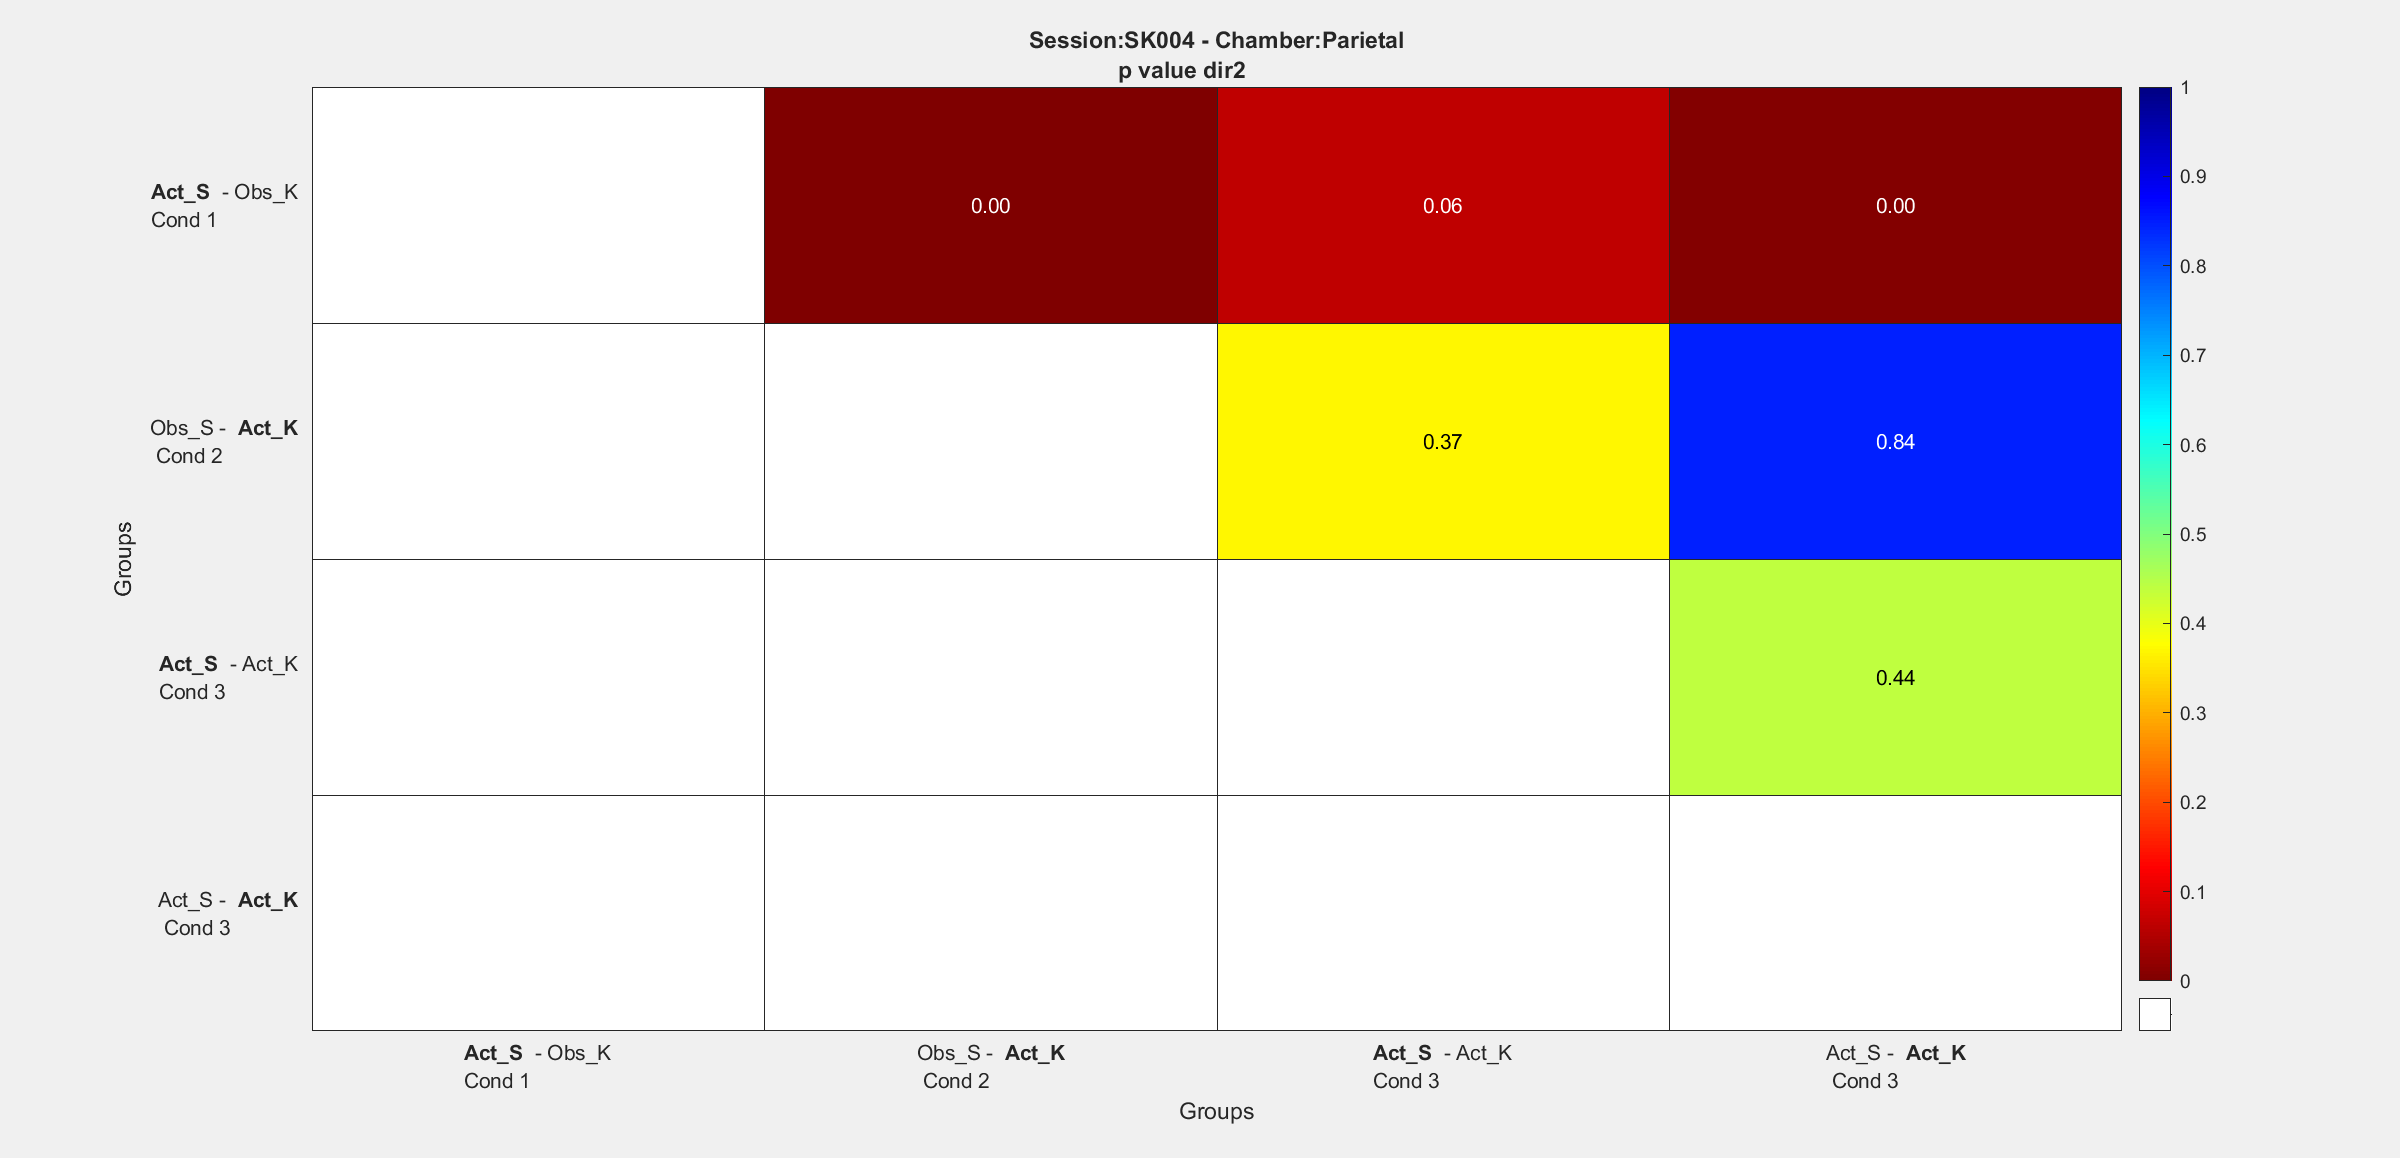 Session:SK004 - Chamber:Parietal
p value dir2
Act_S - Obs_K
Cond 1
0.00
0.06
0.00
Obs_S - Act_K
Cond 2
0.37
0.84
Act_S - Act_K
Cond 3
0.44
Act_S - Act_K
Cond 3
Groups
Act_S - Obs_K
Cond 1
Obs_S - Act_K
Cond 2
Act_S - Act_K
Cond 3
Act_S - Act_K
Cond 3
Groups
1
0.9
0.8
0.7
0.6
0.5
0.4
0.3
0.2
0.1
0